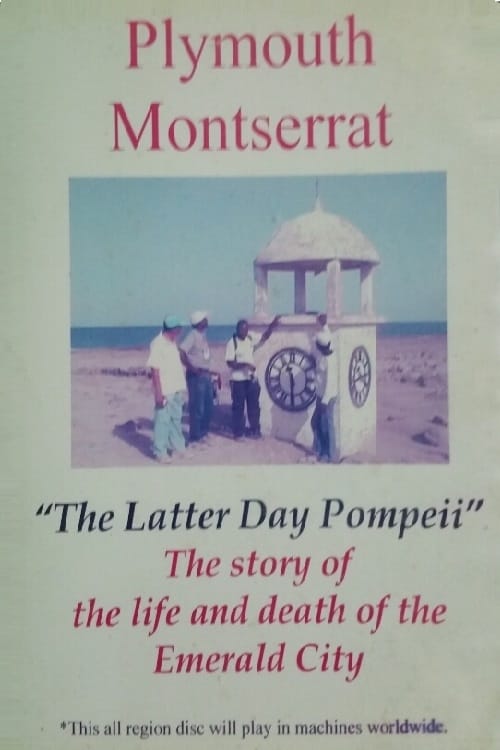 Plymouth
Montserrat
“The Latter Day Pompeii”
The story of
the life and death of the
Emerald City
*This all region disc will play in machines worldwide.